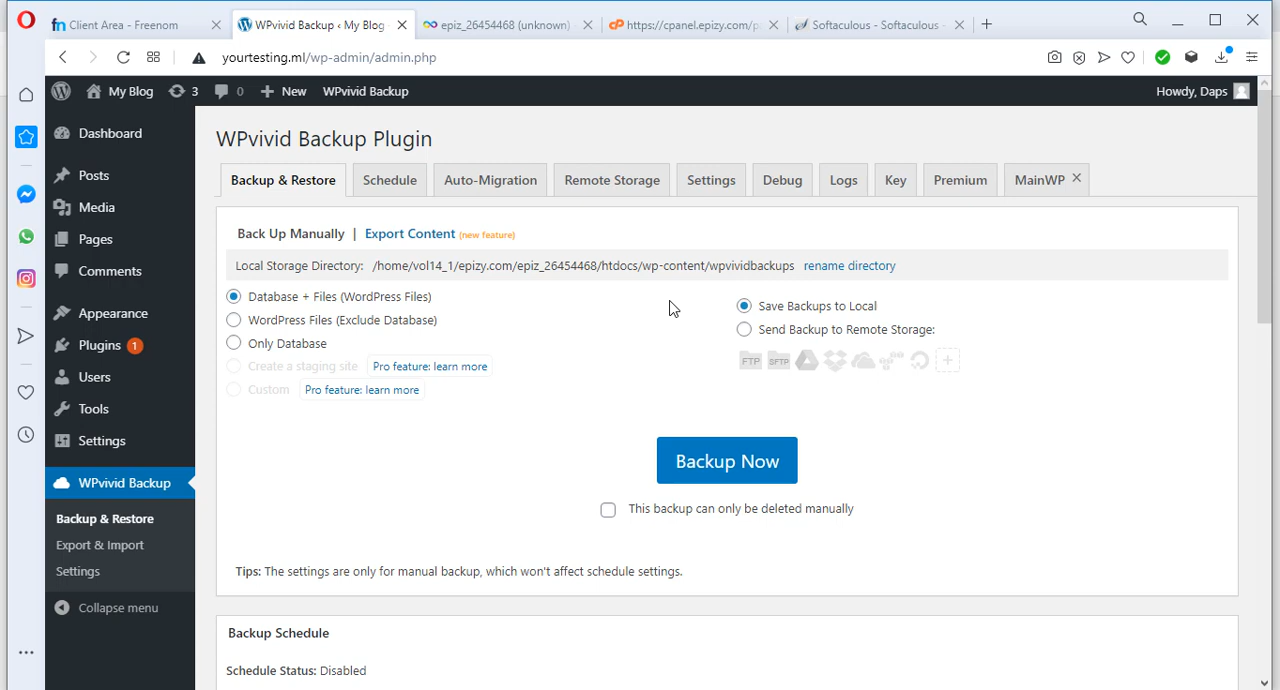 fn Client Area - Freenom
WPvivid Backup ‹ My Blog
epiz_26454468 (unknown)
cP https://cpanel.epizy.com/p
Softaculous - Softaculous -
yourtesting.ml/wp-admin/admin.php
My Blog 3 0 New WPvivid Backup Howdy, Daps
Dashboard
Posts
Media
Pages
Comments
Appearance
Plugins 1
Users
Tools
Settings
WPvivid Backup
Backup & Restore
Export & Import
Settings
Collapse menu
WPvivid Backup Plugin
Backup & Restore Schedule Auto-Migration Remote Storage Settings Debug Logs Key Premium MainWP
Back Up Manually | Export Content (new feature)
Local Storage Directory: /home/vol14_1/epizy.com/epiz_26454468/htdocs/wp-content/wpvividbackups rename directory
Database + Files (WordPress Files)
WordPress Files (Exclude Database)
Only Database
Create a staging site Pro feature: learn more
Custom Pro feature: learn more
Save Backups to Local
Send Backup to Remote Storage:
FTP SFTP
Backup Now
This backup can only be deleted manually
Tips: The settings are only for manual backup, which won't affect schedule settings.
Backup Schedule
Schedule Status: Disabled